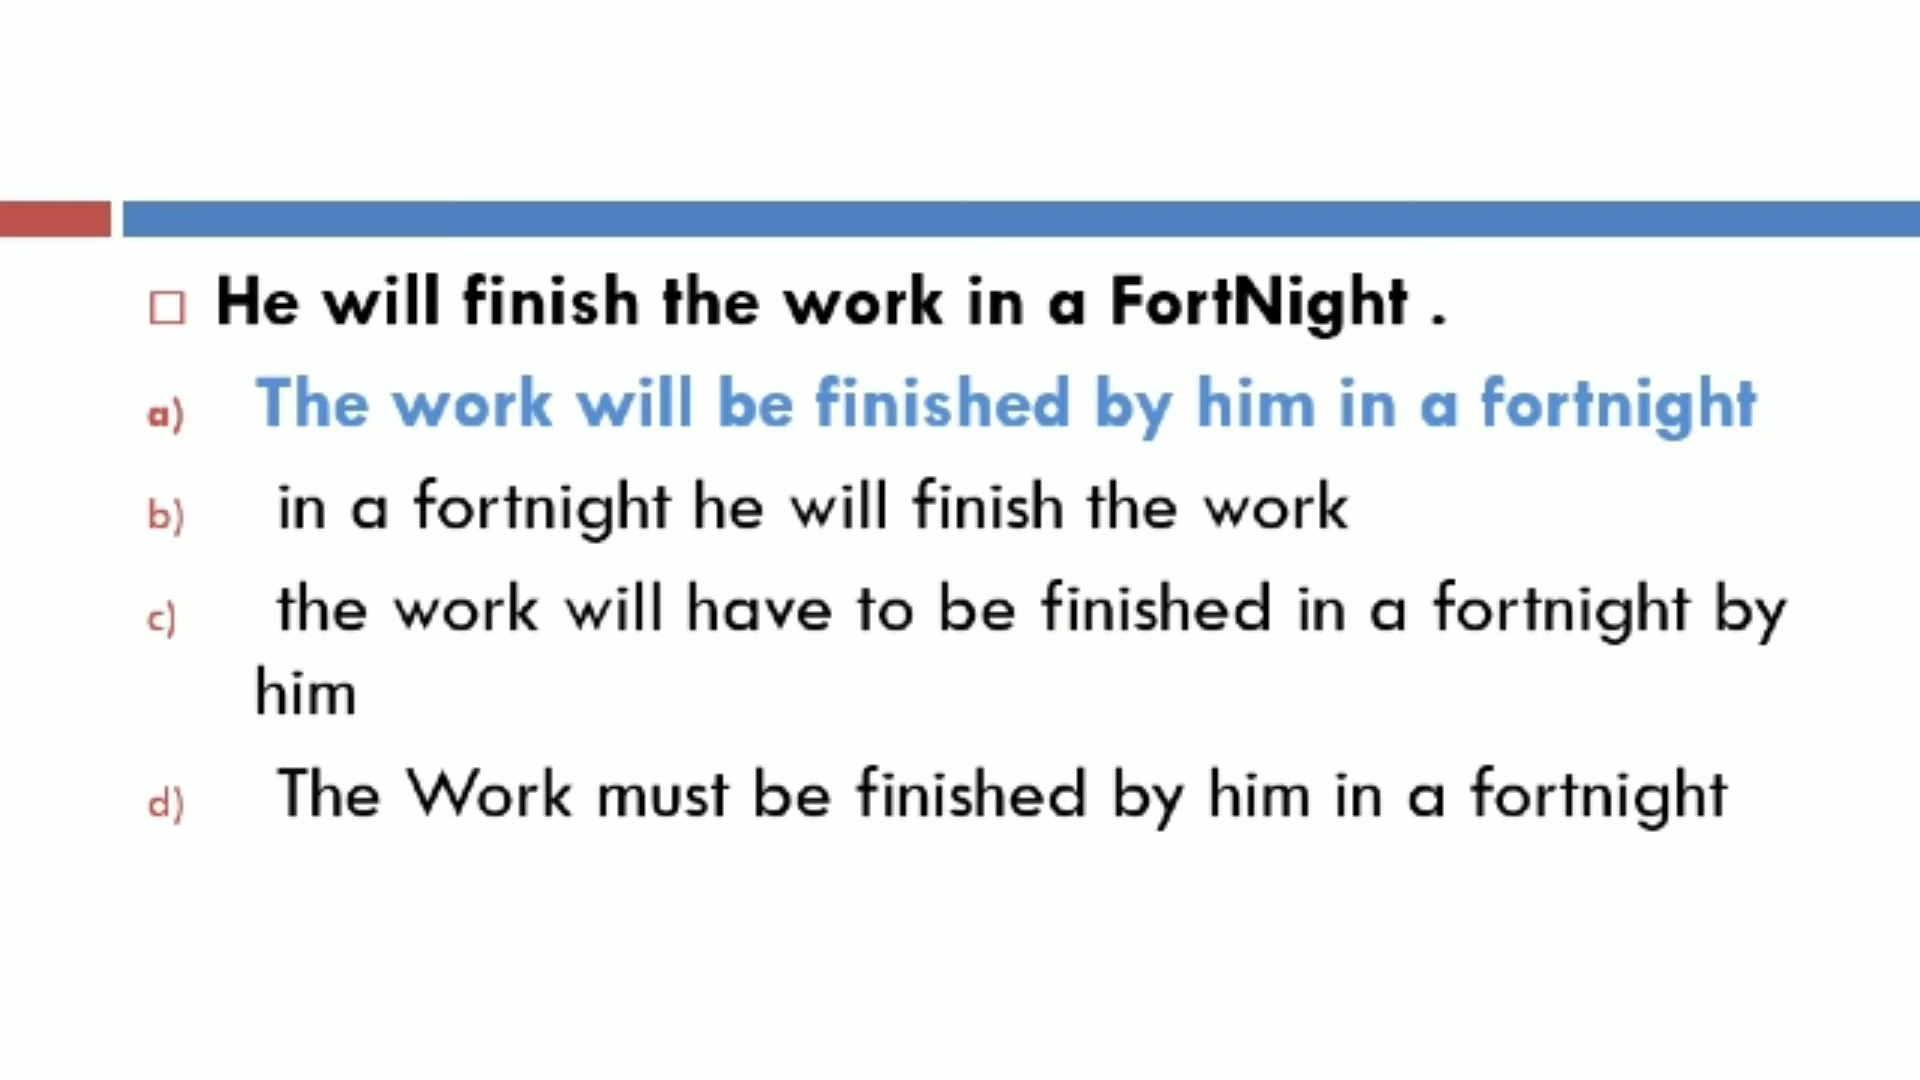 He will finish the work in a FortNight .
a) The work will be finished by him in a fortnight
b) in a fortnight he will finish the work
c) the work will have to be finished in a fortnight by
him
d) The Work must be finished by him in a fortnight